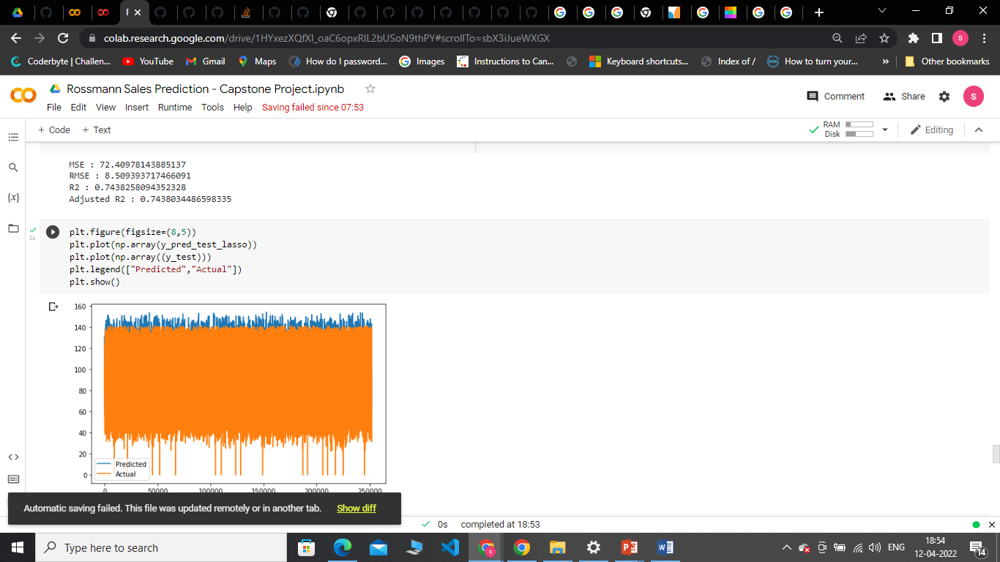 colab.research.google.com/drive/1HYxezXQfXI_oaC6opxRlL2bUSoN9thPY#scrollTo=sbX3iJueWXGX
Coderbyte | Challen...
YouTube
Gmail
Maps
How do I password...
Images
Instructions to Can...
Keyboard shortcuts...
Index of /
How to turn your...
»
Other bookmarks
Rossmann Sales Prediction - Capstone Project.ipynb
File Edit View Insert Runtime Tools Help Saving failed since 07:53
Comment
Share
S
+ Code + Text
RAM
Disk
Editing
MSE : 72.40978143885137
RMSE : 8.509393717466091
R2 : 0.7438258094352328
Adjusted R2 : 0.7438034486598335
2s
plt.figure(figsize=(8,5))
plt.plot(np.array(y_pred_test_lasso))
plt.plot(np.array((y_test)))
plt.legend(["Predicted","Actual"])
plt.show()
160
140
120
100
80
60
40
20
0
Predicted
Actual
0 50000 100000 150000 200000 250000
{x}
<>
Automatic saving failed. This file was updated remotely or in another tab. Show diff
0s completed at 18:53
Type here to search
ENG
18:54
12-04-2022
14